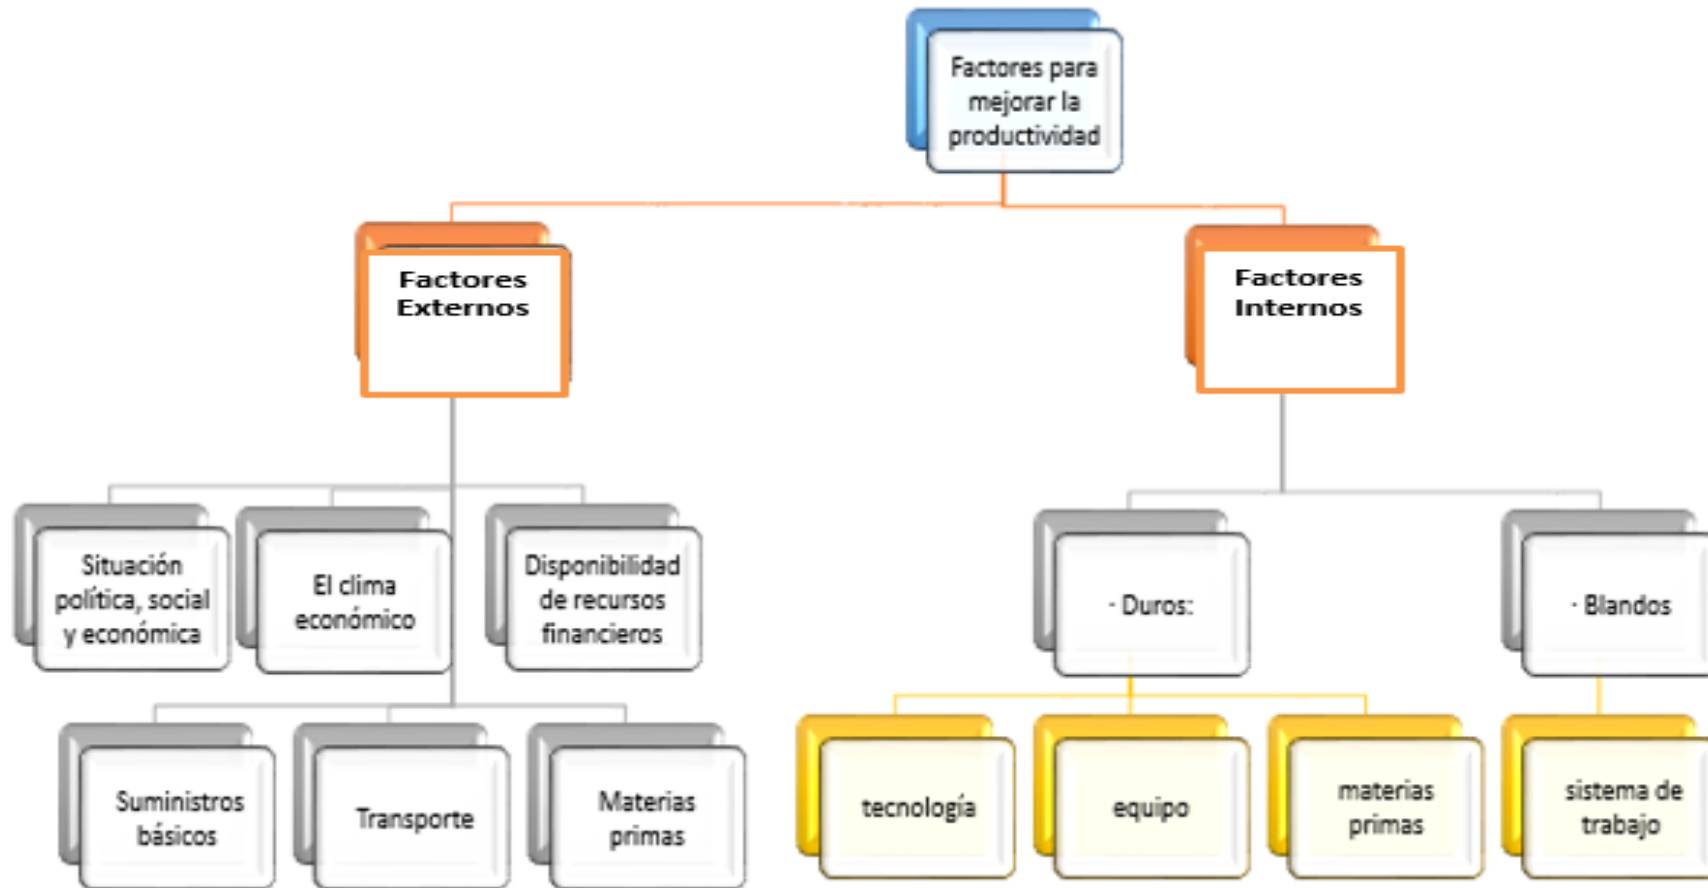 Factores para
mejorar la
productividad
Factores
Externos
Factores
Internos
Situación
política, social
y económica
El clima
económico
Disponibilidad
de recursos
financieros
· Duros:
· Blandos
Suministros
básicos
Transporte
Materias
primas
tecnología
equipo
materias
primas
sistema de
trabajo